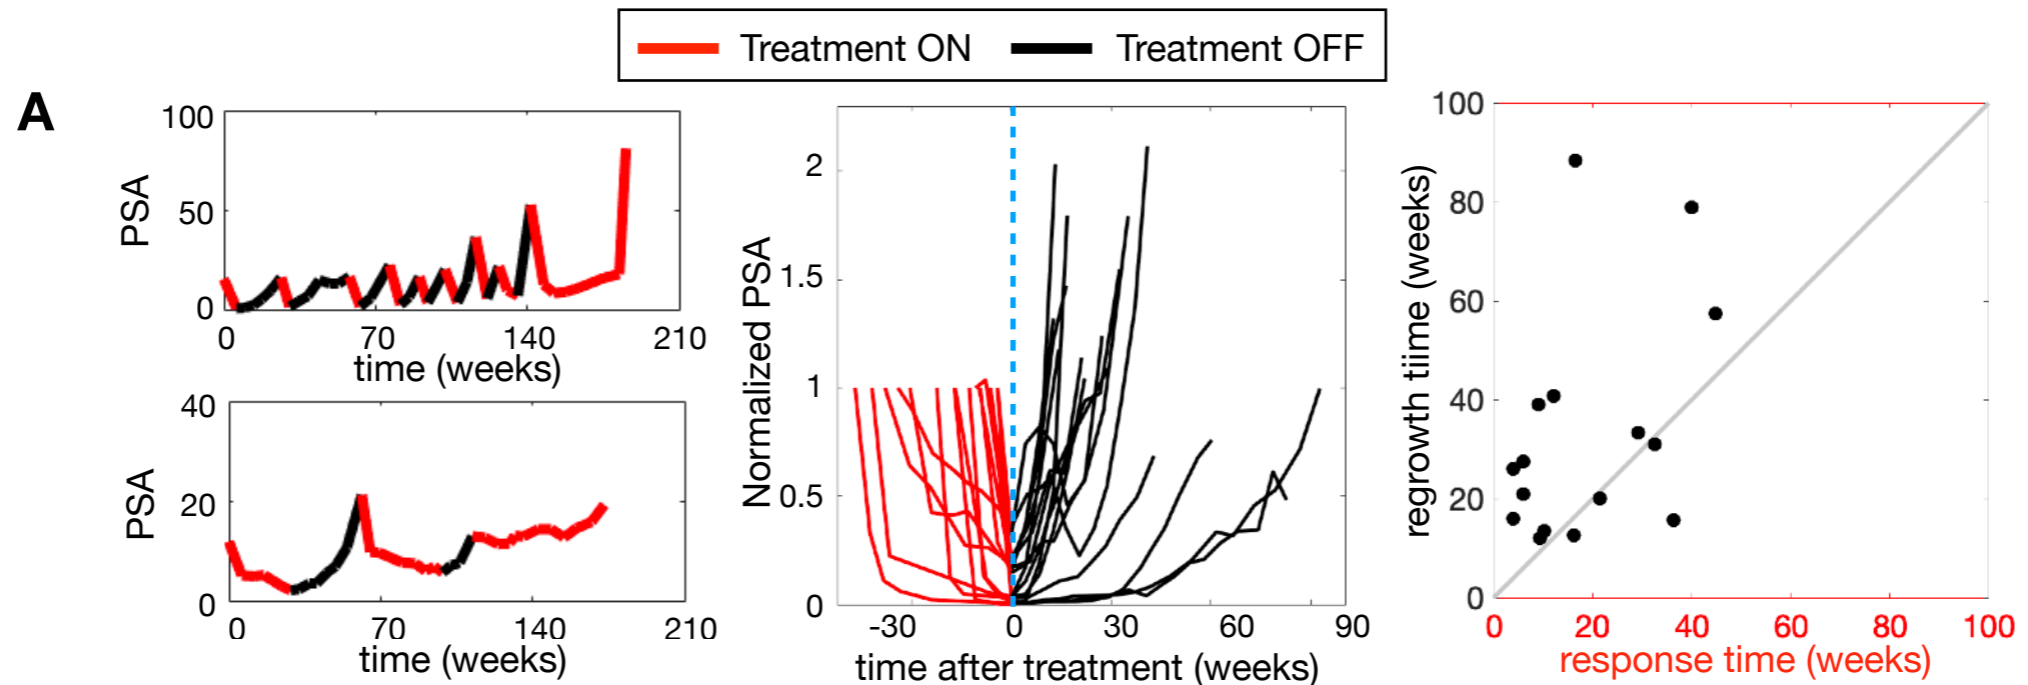 Treatment ON Treatment OFF
A
100
50
0
PSA
0 70 140 210
time (weeks)
40
20
0
PSA
0 70 140 210
time (weeks)
2
1.5
1
0.5
0
Normalized PSA
-30 0 30 60 90
time after treatment (weeks)
100
80
60
40
20
0
regrowth tiime (weeks)
0 20 40 60 80 100
response time (weeks)